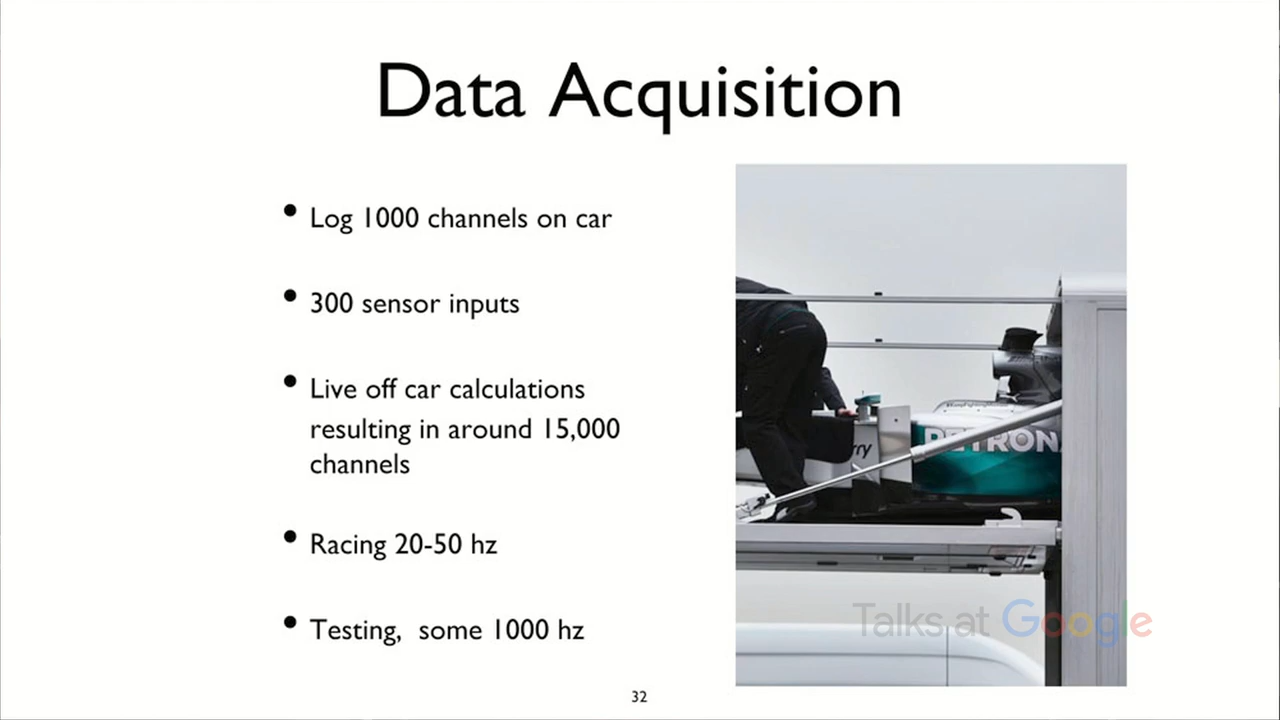 Data Acquisition
• Log 1000 channels on car
• 300 sensor inputs
• Live off car calculations
resulting in around 15,000
channels
• Racing 20-50 hz
• Testing,  some 1000 hz
PETRON
Talks at Google
32